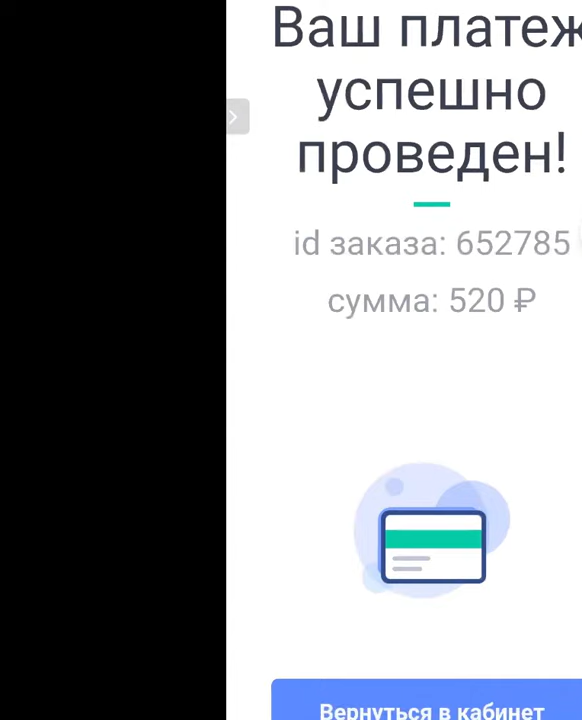 Ваш платеж
успешно
проведен!
id заказа: 652785
сумма: 520 ₽
Вернуться в кабинет